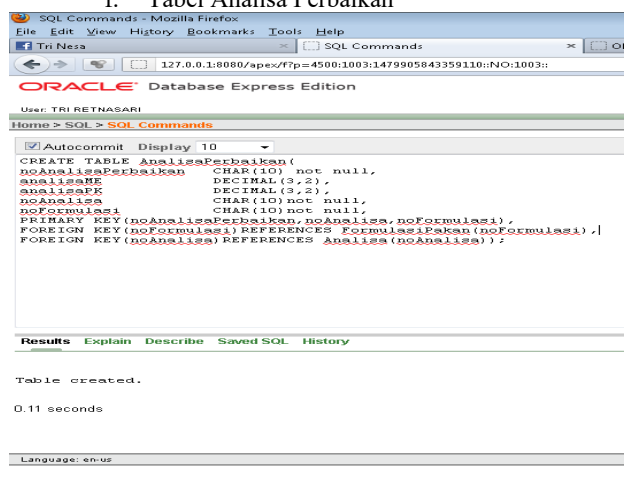 1. Tabel Analisa Perbaikan
SQL Commands - Mozilla Firefox
File Edit View History Bookmarks Tools Help
Tri Nesa × SQL Commands ×
127.0.0.1:8080/apex/f?p=4500:1003:1479905843359110::NO:1003::
ORACLE Database Express Edition
User: TRI RETNASARI
Home > SQL > SQL Commands
Autocommit Display 10
CREATE TABLE AnalisaPerbaikan(
noAnalisaPerbaikan CHAR(10) not null,
analisaME DECIMAL(3,2),
analisaPK DECIMAL(3,2),
noAnalisa CHAR(10)not null,
noFormulasi CHAR(10)not null,
PRIMARY KEY(noAnalisaPerbaikan,noAnalisa,noFormulasi),
FOREIGN KEY(noFormulasi)REFERENCES FormulasiPakan(noFormulasi),
FOREIGN KEY(noAnalisa)REFERENCES Analisa(noAnalisa));
Results Explain Describe Saved SQL History
Table created.
0.11 seconds
Language: en-us